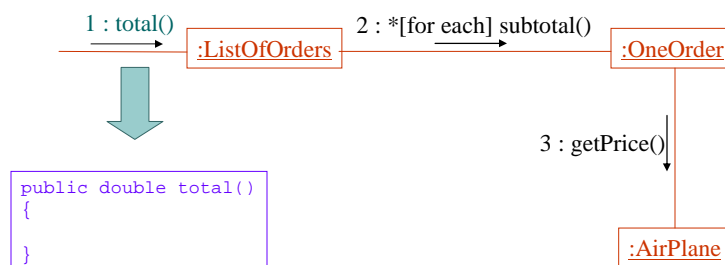 1 : total()
2 : *[for each] subtotal()
:ListOfOrders
:OneOrder
3 : getPrice()
public double total()
{
}
:AirPlane